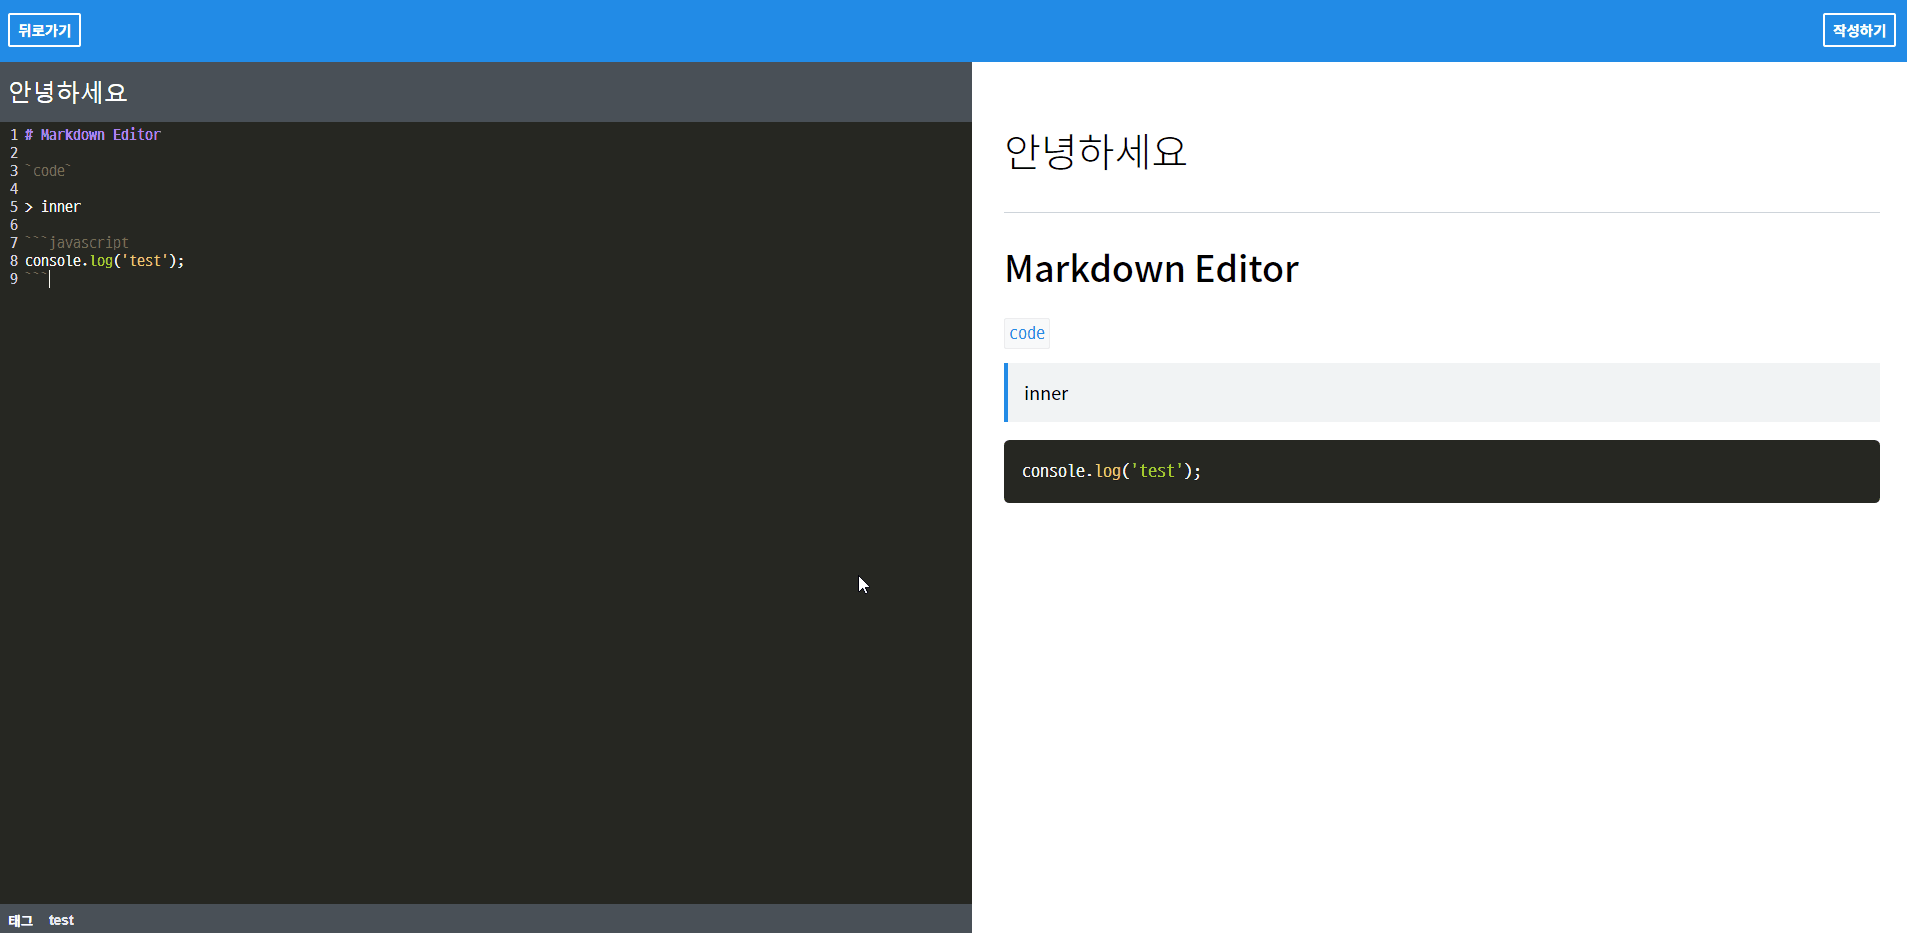 뒤로가기
작성하기
안녕하세요
1 # Markdown Editor
2
3 `code`
4
5 > inner
6
7 ```javascript
8 console.log('test');
9 ```
태그 test
안녕하세요
Markdown Editor
code
inner
console.log('test');